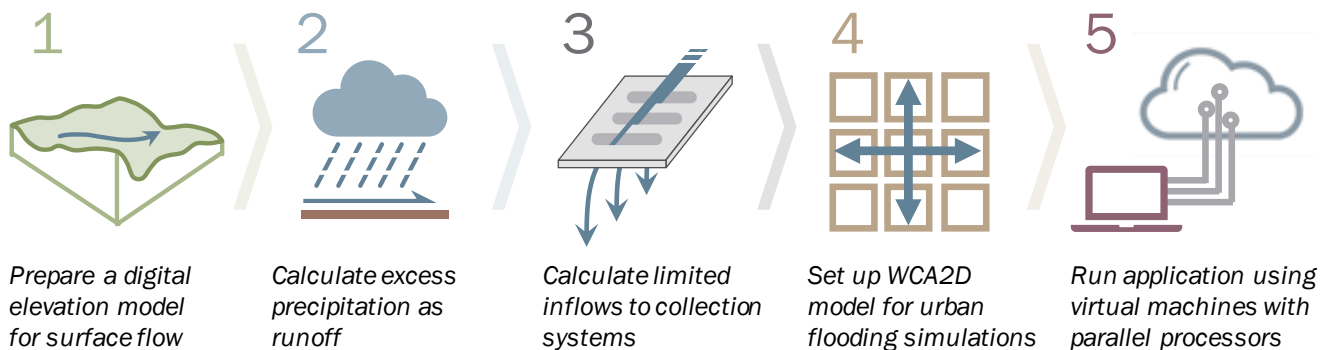 1
2
3
4
5
Prepare a digital
elevation model
for surface flow
Calculate excess
precipitation as
runoff
Calculate limited
inflows to collection
systems
Set up WCA2D
model for urban
flooding simulations
Run application using
virtual machines with
parallel processors